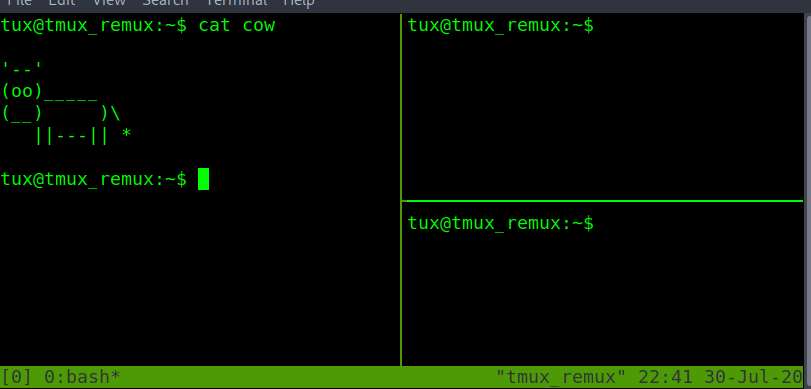 File Edit View Search Terminal Help
tux@tmux_remux:~$ cat cow
'--'
(oo)_____
(__)     )\
   ||---|| *
tux@tmux_remux:~$
tux@tmux_remux:~$
tux@tmux_remux:~$
[0] 0:bash* "tmux_remux" 22:41 30-Jul-20